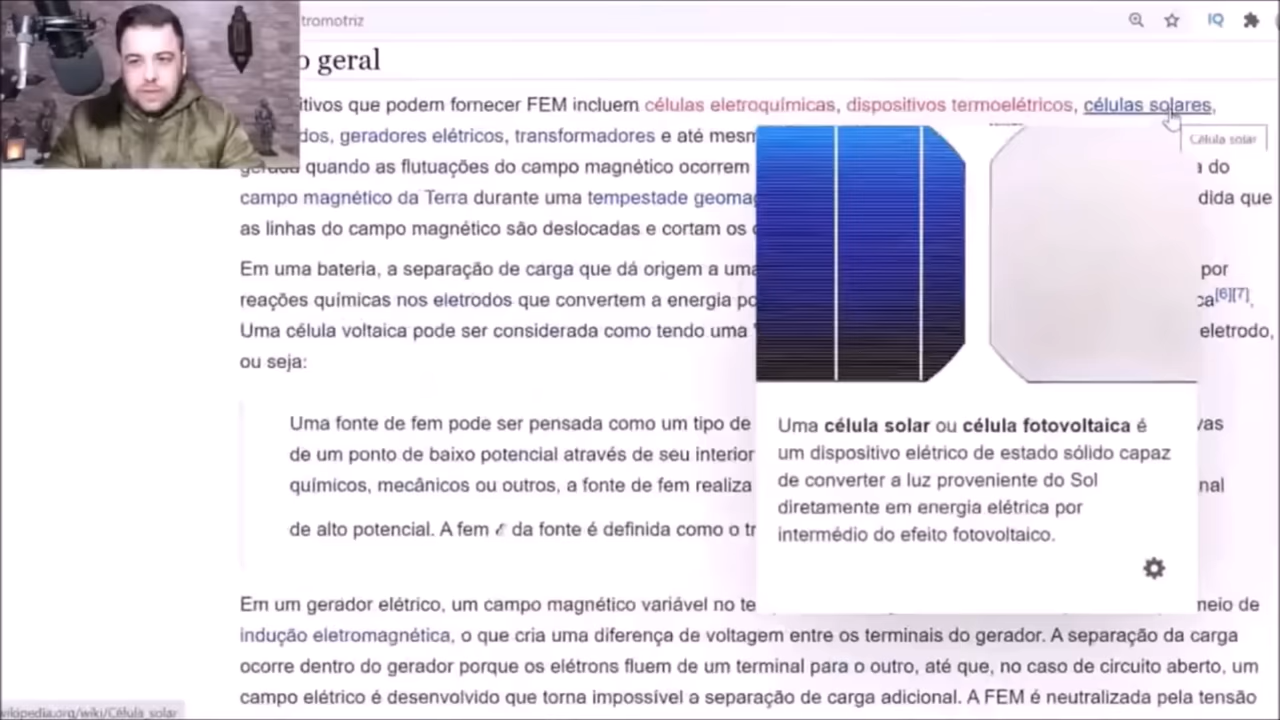 tromotriz
IQ
o geral
itivos que podem fornecer FEM incluem células eletroquímicas, dispositivos termoelétricos, células solares,
dos, geradores elétricos, transformadores e até mesm
Célula solar
gerada quando as flutuações do campo magnético ocorrem a do
campo magnético da Terra durante uma tempestade geomag dida que
as linhas do campo magnético são deslocadas e cortam os c
Em uma bateria, a separação de carga que dá origem a uma por
reações químicas nos eletrodos que convertem a energia po ca[6][7].
Uma célula voltaica pode ser considerada como tendo uma " eletrodo,
ou seja:
Uma fonte de fem pode ser pensada como um tipo de vas
de um ponto de baixo potencial através de seu interior
químicos, mecânicos ou outros, a fonte de fem realiza nal
de alto potencial. A fem ℰ da fonte é definida como o tr
Uma célula solar ou célula fotovoltaica é
um dispositivo elétrico de estado sólido capaz
de converter a luz proveniente do Sol
diretamente em energia elétrica por
intermédio do efeito fotovoltaico.
Em um gerador elétrico, um campo magnético variável no te meio de
indução eletromagnética, o que cria uma diferença de voltagem entre os terminais do gerador. A separação da carga
ocorre dentro do gerador porque os elétrons fluem de um terminal para o outro, até que, no caso de circuito aberto, um
campo elétrico é desenvolvido que torna impossível a separação de carga adicional. A FEM é neutralizada pela tensão
vikipedia.org/wiki/Célula_solar